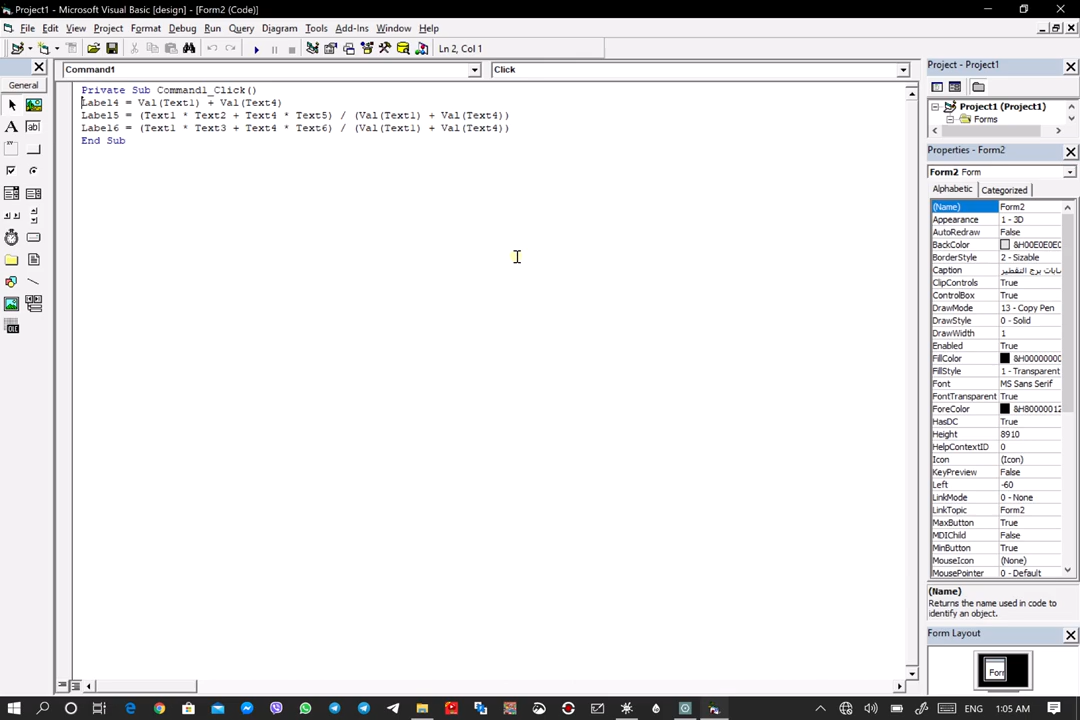 Project1 - Microsoft Visual Basic [design] - [Form2 (Code)]
File Edit View Project Format Debug Run Query Diagram Tools Add-Ins Window Help
Ln 2, Col 1
General
Command1
Click
Private Sub Command1_Click()
Label4 = Val(Text1) + Val(Text4)
Label5 = (Text1 * Text2 + Text4 * Text5) / (Val(Text1) + Val(Text4))
Label6 = (Text1 * Text3 + Text4 * Text6) / (Val(Text1) + Val(Text4))
End Sub
Project - Project1
Project1 (Project1)
Forms
Properties - Form2
Form2 Form
Alphabetic Categorized
(Name) Form2
Appearance 1 - 3D
AutoRedraw False
BackColor &H00E0E0E0
BorderStyle 2 - Sizable
Caption برج التقطير
ClipControls True
ControlBox True
DrawMode 13 - Copy Pen
DrawStyle 0 - Solid
DrawWidth 1
Enabled True
FillColor &H0000000C
FillStyle 1 - Transparent
Font MS Sans Serif
FontTransparent True
ForeColor &H80000012
HasDC True
Height 8910
HelpContextID 0
Icon (Icon)
KeyPreview False
Left -60
LinkMode 0 - None
LinkTopic Form2
MaxButton True
MDIChild False
MinButton True
MouseIcon (None)
MousePointer 0 - Default
(Name)
Returns the name used in code to
identify an object.
Form Layout
Forr
ENG 1:05 AM